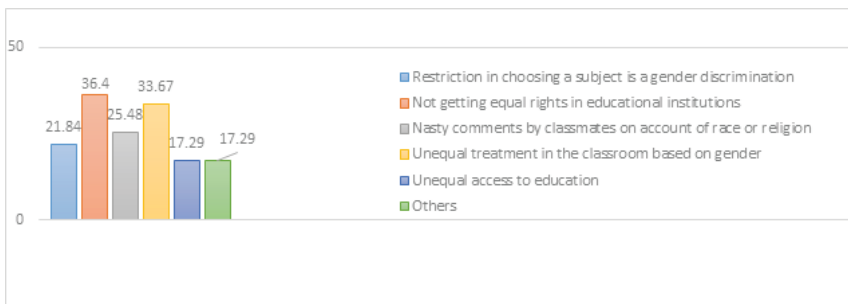 50
36.4
33.67
25.48
21.84
17.29
17.29
0
Restriction in choosing a subject is a gender discrimination
Not getting equal rights in educational institutions
Nasty comments by classmates on account of race or religion
Unequal treatment in the classroom based on gender
Unequal access to education
Others